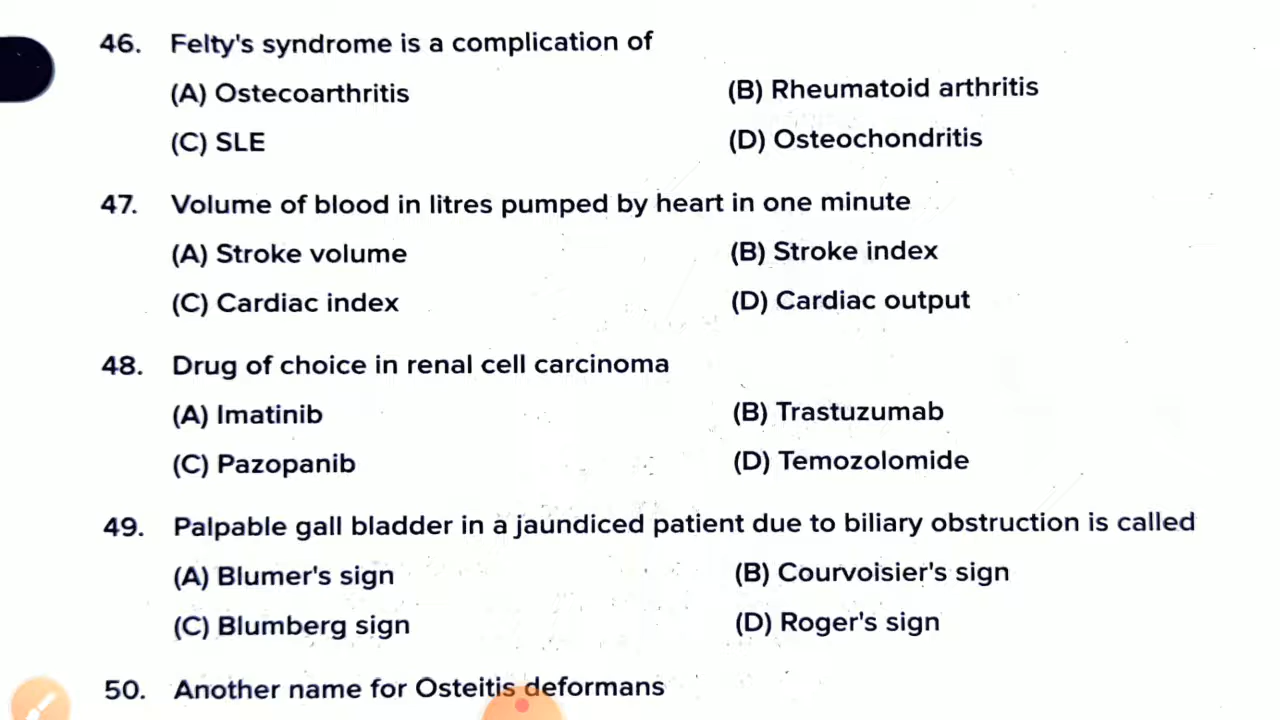 46. Felty's syndrome is a complication of
(A) Ostecoarthritis (B) Rheumatoid arthritis
(C) SLE (D) Osteochondritis
47. Volume of blood in litres pumped by heart in one minute
(A) Stroke volume (B) Stroke index
(C) Cardiac index (D) Cardiac output
48. Drug of choice in renal cell carcinoma
(A) Imatinib (B) Trastuzumab
(C) Pazopanib (D) Temozolomide
49. Palpable gall bladder in a jaundiced patient due to biliary obstruction is called
(A) Blumer's sign (B) Courvoisier's sign
(C) Blumberg sign (D) Roger's sign
50. Another name for Osteitis deformans